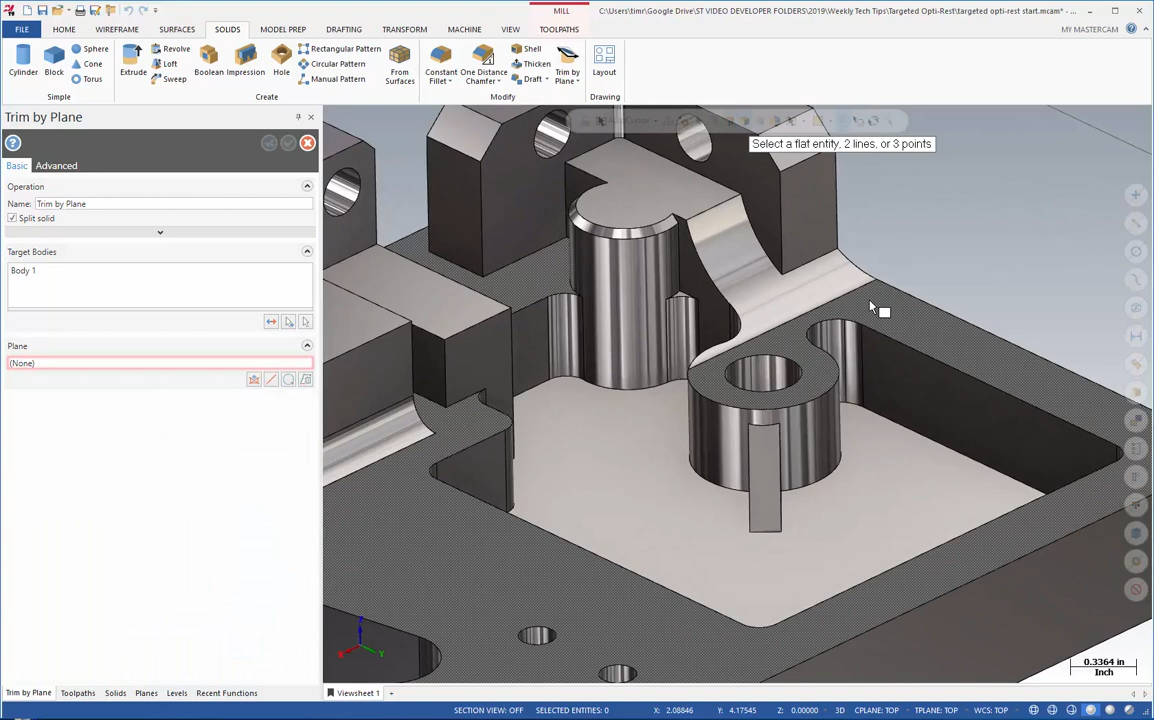 MILL
C:\Users\timr\Google Drive\ST VIDEO DEVELOPER FOLDERS\2019\Weekly Tech Tips\Targeted Opti-Rest\targeted opti-rest start.mcam* -...
FILE HOME WIREFRAME SURFACES SOLIDS MODEL PREP DRAFTING TRANSFORM MACHINE VIEW TOOLPATHS MY MASTERCAM
Cylinder Block Sphere Cone Torus
Simple
Extrude Revolve Loft Sweep Boolean Impression Hole Rectangular Pattern Circular Pattern Manual Pattern From Surfaces
Create
Constant Fillet One Distance Chamfer Shell Thicken Draft Trim by Plane
Modify
Layout
Drawing
Trim by Plane
Basic Advanced
Operation
Name: Trim by Plane
Split solid
Target Bodies
Body 1
Plane
(None)
AutoCursor
Select a flat entity, 2 lines, or 3 points
Z
X
Y
0.3364 in
Inch
Trim by Plane Toolpaths Solids Planes Levels Recent Functions
Viewsheet 1 +
SECTION VIEW: OFF SELECTED ENTITIES: 0 X: 2.08846 Y: 4.17545 Z: 0.00000 3D CPLANE: TOP TPLANE: TOP WCS: TOP